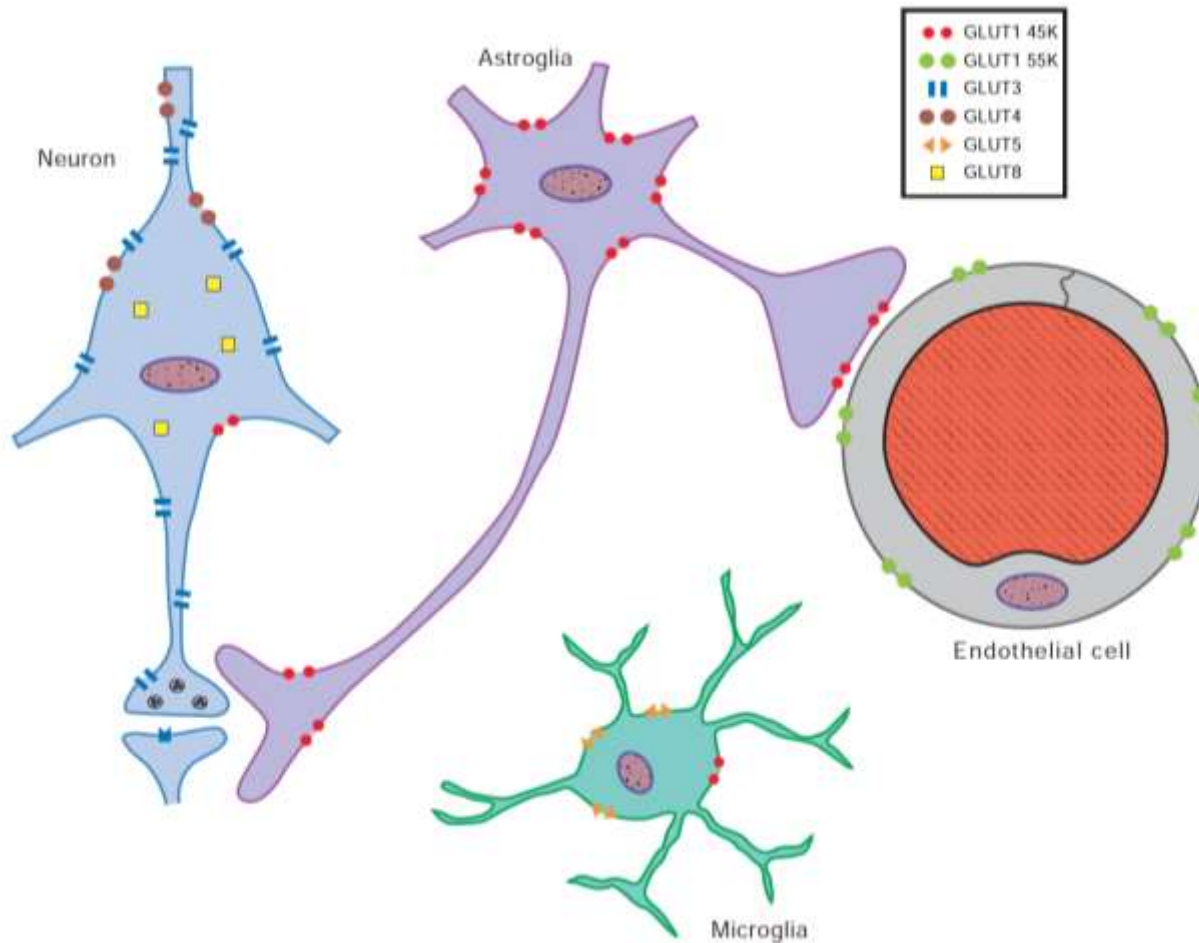 GLUT1 45K
GLUT1 55K
GLUT3
GLUT4
GLUT5
GLUT8
Astroglia
Neuron
Endothelial cell
Microglia